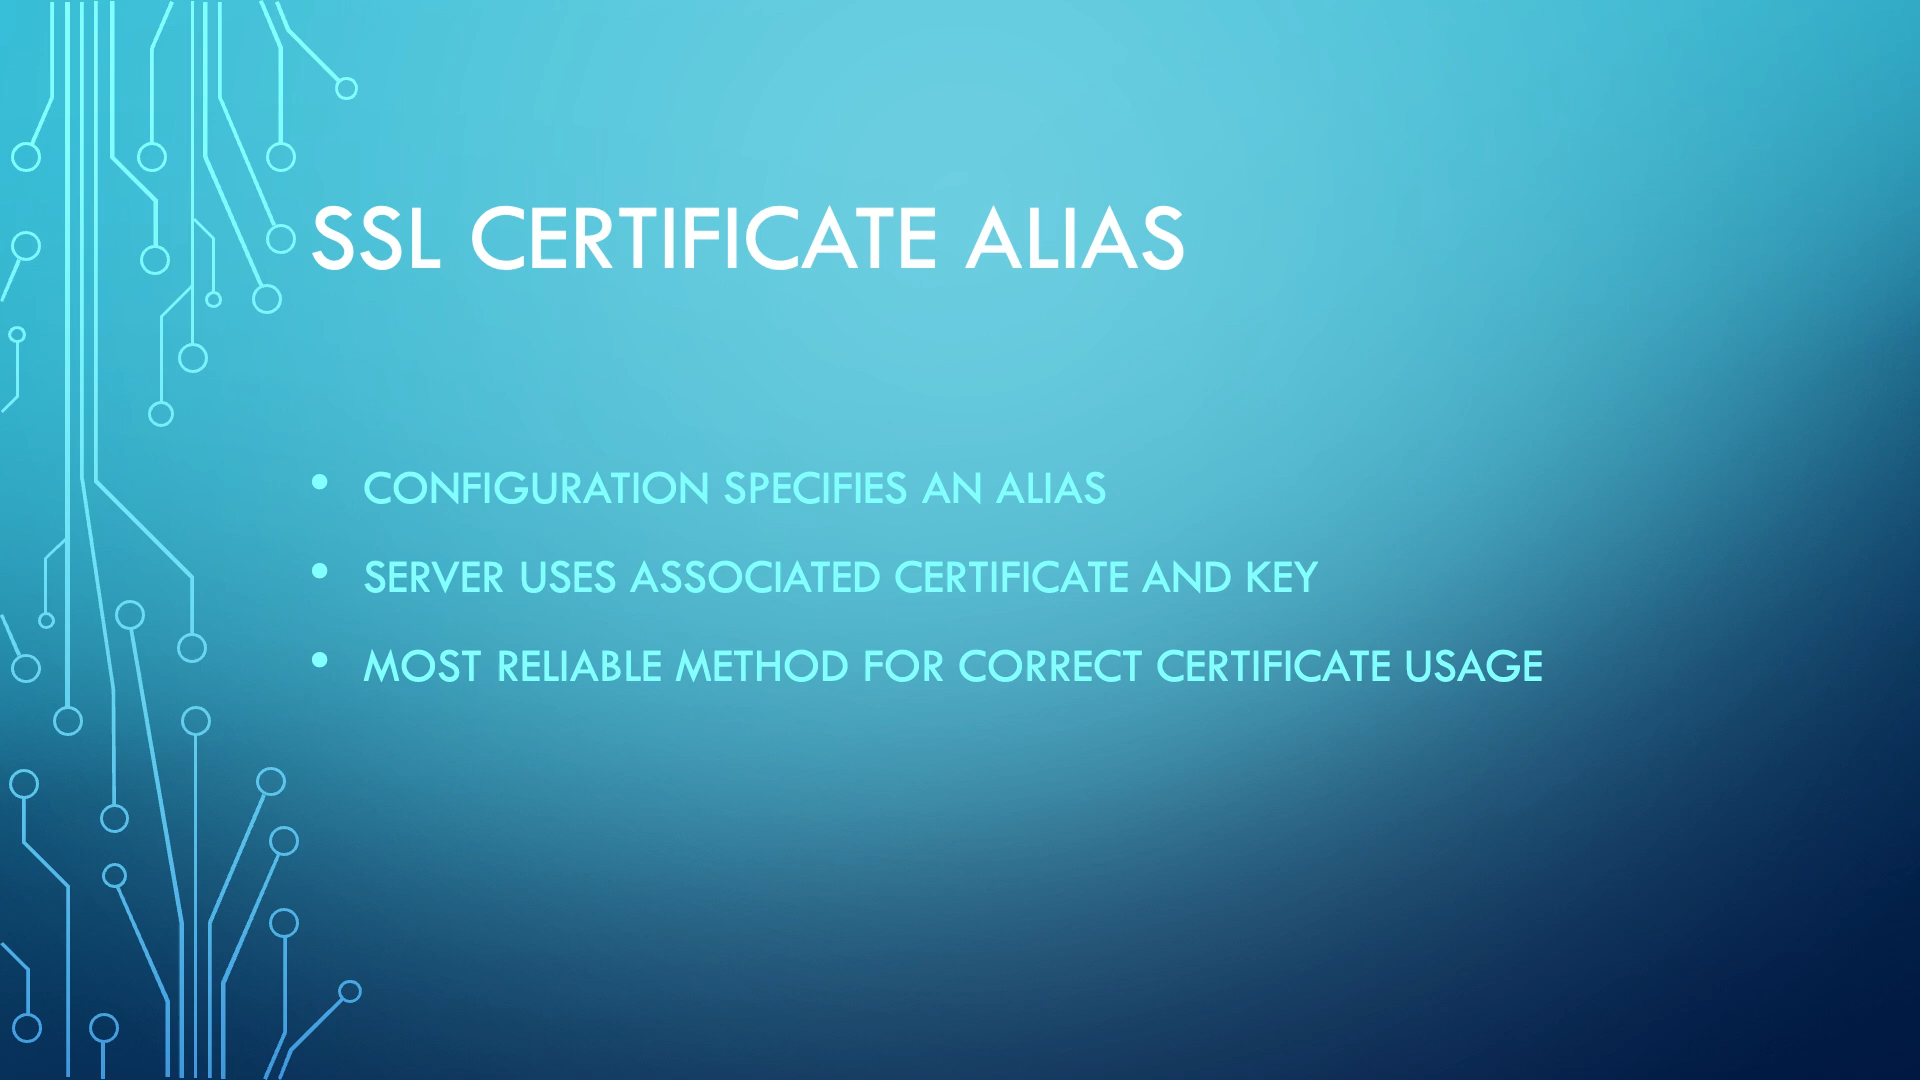 SSL CERTIFICATE ALIAS
• CONFIGURATION SPECIFIES AN ALIAS
• SERVER USES ASSOCIATED CERTIFICATE AND KEY
• MOST RELIABLE METHOD FOR CORRECT CERTIFICATE USAGE